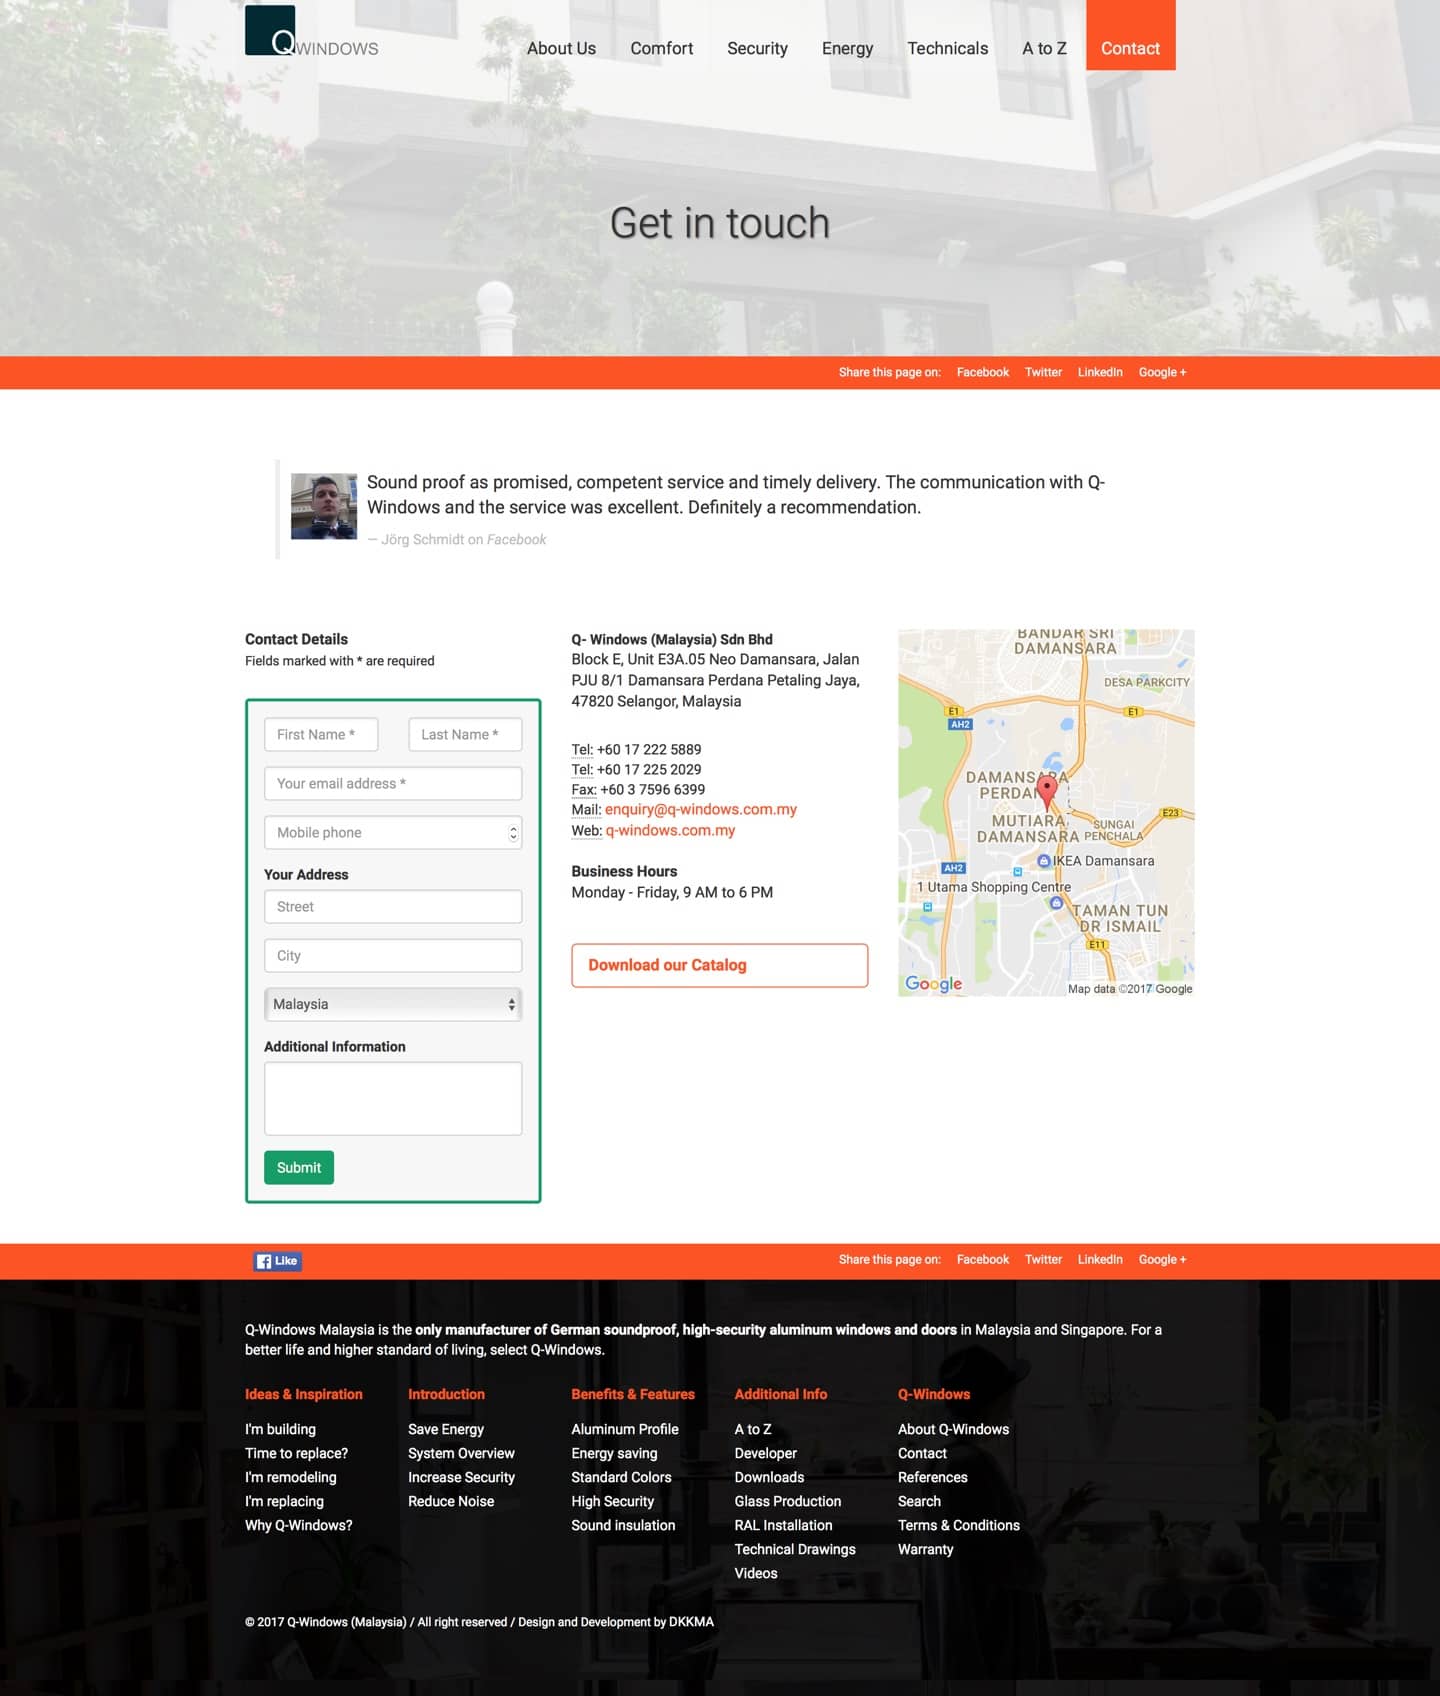 QWINDOWS
About Us Comfort Security Energy Technicals A to Z Contact
Get in touch
Share this page on: Facebook Twitter LinkedIn Google +
Sound proof as promised, competent service and timely delivery. The communication with Q-
Windows and the service was excellent. Definitely a recommendation.
— Jörg Schmidt on Facebook
Contact Details
Fields marked with * are required
First Name * Last Name *
Your email address *
Mobile phone
Your Address
Street
City
Malaysia
Additional Information
Submit
Q- Windows (Malaysia) Sdn Bhd
Block E, Unit E3A.05 Neo Damansara, Jalan
PJU 8/1 Damansara Perdana Petaling Jaya,
47820 Selangor, Malaysia
Tel: +60 17 222 5889
Tel: +60 17 225 2029
Fax: +60 3 7596 6399
Mail: enquiry@q-windows.com.my
Web: q-windows.com.my
Business Hours
Monday - Friday, 9 AM to 6 PM
Download our Catalog
BANDAR SRI
DAMANSARA
DESA PARKCITY
E1 E1
AH2
DAMANSARA
PERDANA
MUTIARA
DAMANSARA
SUNGAI
PENCHALA
E23
IKEA Damansara
AH2
1 Utama Shopping Centre
TAMAN TUN
DR ISMAIL
E11
Google
Map data ©2017 Google
Like
Share this page on: Facebook Twitter LinkedIn Google +
Q-Windows Malaysia is the only manufacturer of German soundproof, high-security aluminum windows and doors in Malaysia and Singapore. For a
better life and higher standard of living, select Q-Windows.
Ideas & Inspiration
I'm building
Time to replace?
I'm remodeling
I'm replacing
Why Q-Windows?
Introduction
Save Energy
System Overview
Increase Security
Reduce Noise
Benefits & Features
Aluminum Profile
Energy saving
Standard Colors
High Security
Sound insulation
Additional Info
A to Z
Developer
Downloads
Glass Production
RAL Installation
Technical Drawings
Videos
Q-Windows
About Q-Windows
Contact
References
Search
Terms & Conditions
Warranty
© 2017 Q-Windows (Malaysia) / All right reserved / Design and Development by DKKMA